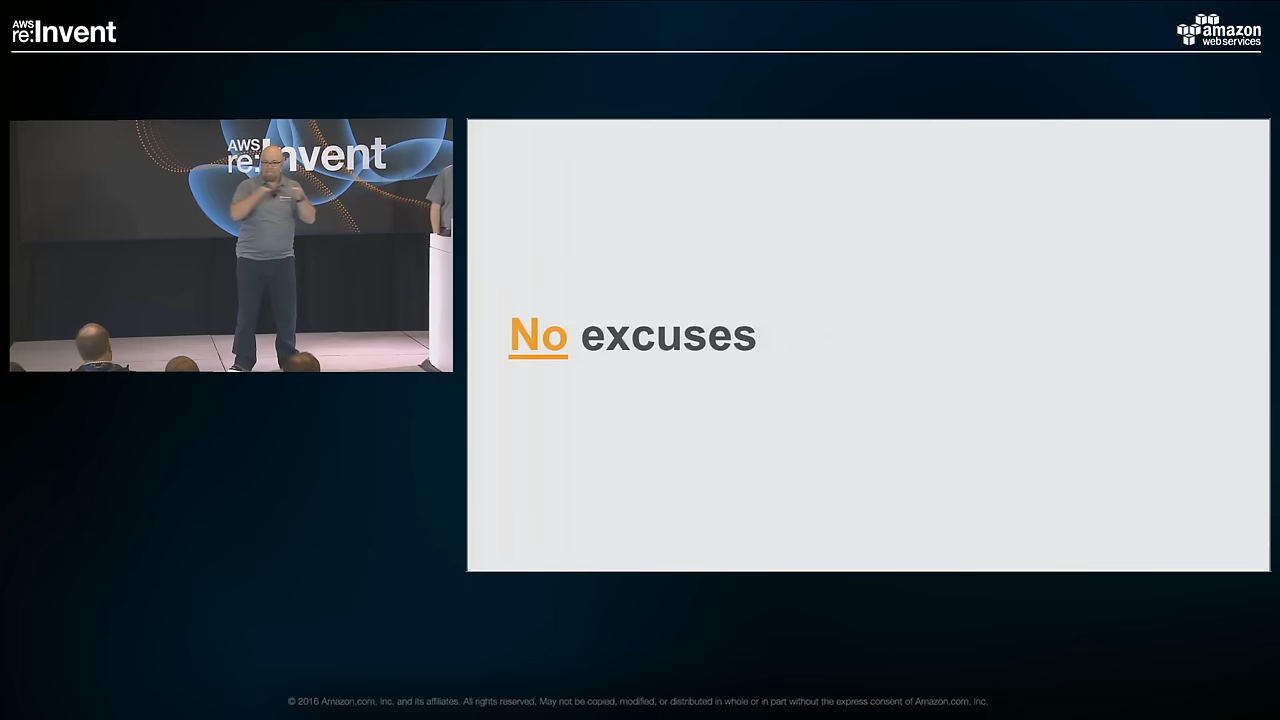 AWS
re:Invent
amazon
web services
AWS
re:Invent
No excuses
© 2016 Amazon.com, Inc. and its affiliates. All rights reserved. May not be copied, modified, or distributed in whole or in part without the express consent of Amazon.com, Inc.